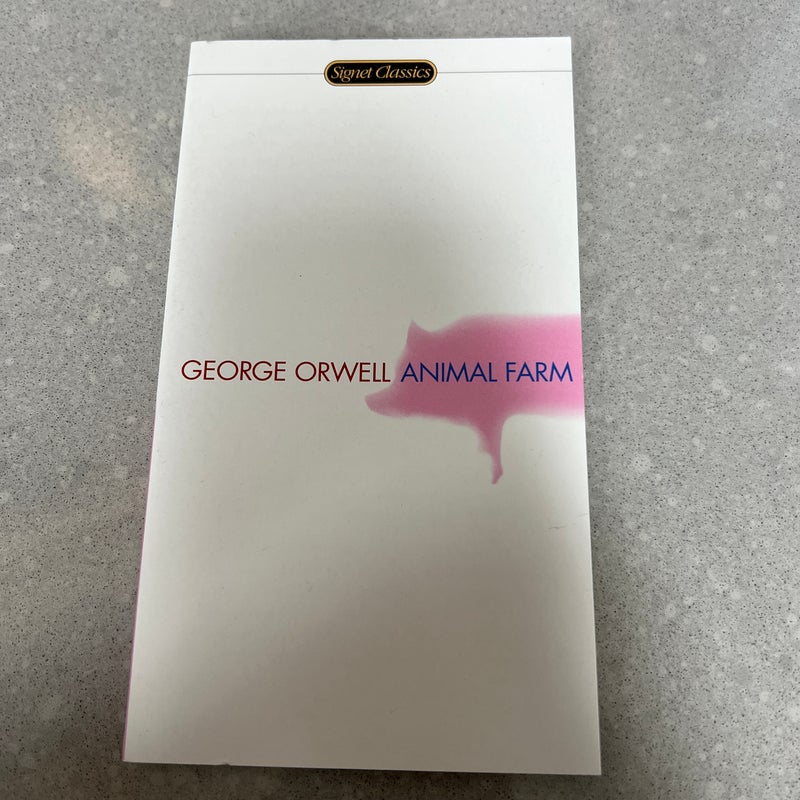 Signet Classics
GEORGE ORWELL ANIMAL FARM